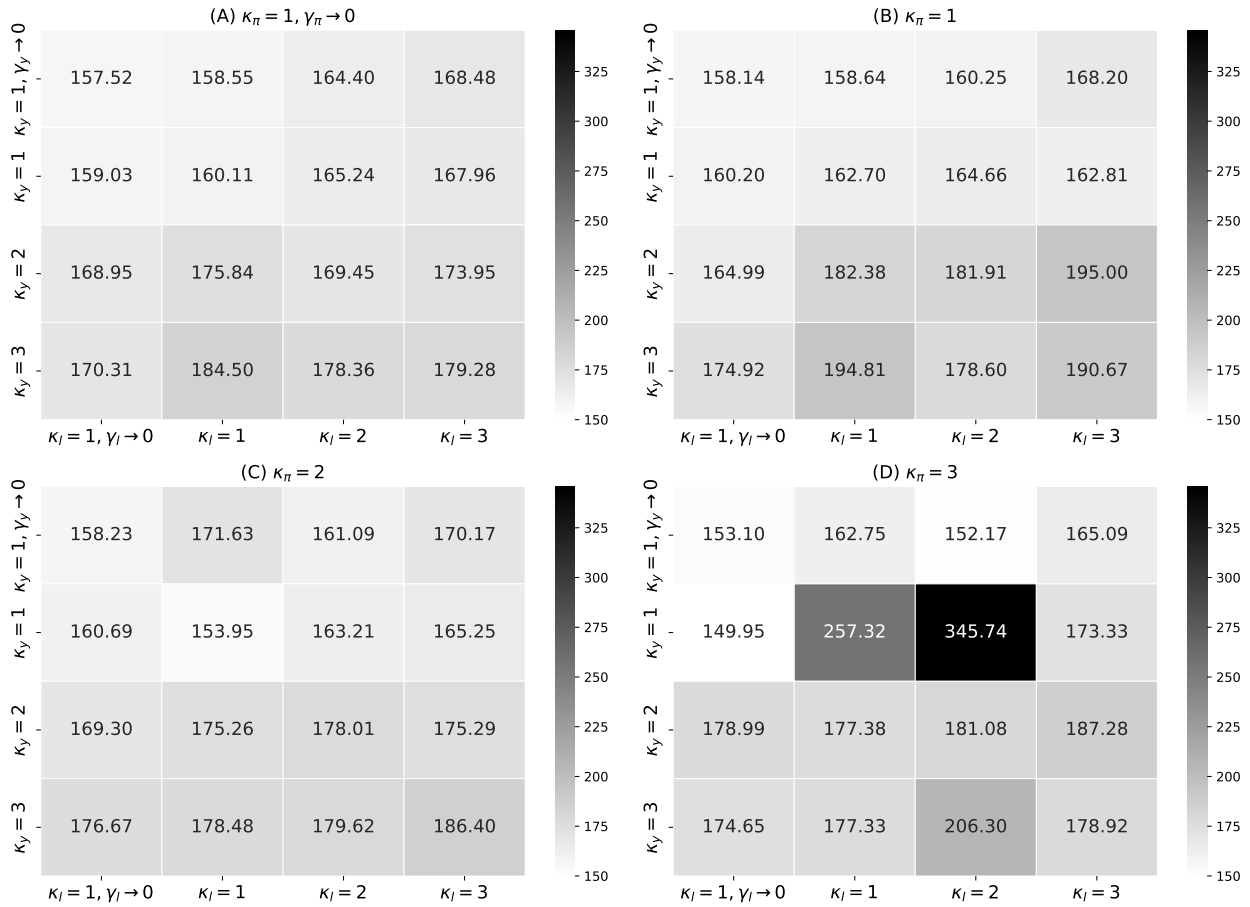 (A) κπ = 1, γπ → 0
κy = 1, γy → 0
157.52 158.55 164.40 168.48
κy = 1
159.03 160.11 165.24 167.96
κy = 2
168.95 175.84 169.45 173.95
κy = 3
170.31 184.50 178.36 179.28
κl = 1, γl → 0 κl = 1 κl = 2 κl = 3
325
300
275
250
225
200
175
150
(B) κπ = 1
κy = 1, γy → 0
158.14 158.64 160.25 168.20
κy = 1
160.20 162.70 164.66 162.81
κy = 2
164.99 182.38 181.91 195.00
κy = 3
174.92 194.81 178.60 190.67
κl = 1, γl → 0 κl = 1 κl = 2 κl = 3
325
300
275
250
225
200
175
150
(C) κπ = 2
κy = 1, γy → 0
158.23 171.63 161.09 170.17
κy = 1
160.69 153.95 163.21 165.25
κy = 2
169.30 175.26 178.01 175.29
κy = 3
176.67 178.48 179.62 186.40
κl = 1, γl → 0 κl = 1 κl = 2 κl = 3
325
300
275
250
225
200
175
150
(D) κπ = 3
κy = 1, γy → 0
153.10 162.75 152.17 165.09
κy = 1
149.95 257.32 345.74 173.33
κy = 2
178.99 177.38 181.08 187.28
κy = 3
174.65 177.33 206.30 178.92
κl = 1, γl → 0 κl = 1 κl = 2 κl = 3
325
300
275
250
225
200
175
150